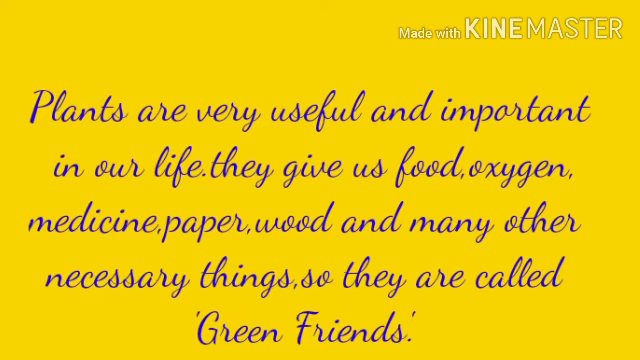 Made with KINEMASTER
Plants are very useful and important
in our life.they give us food,oxygen,
medicine,paper,wood and many other
necessary things,so they are called
'Green Friends'.